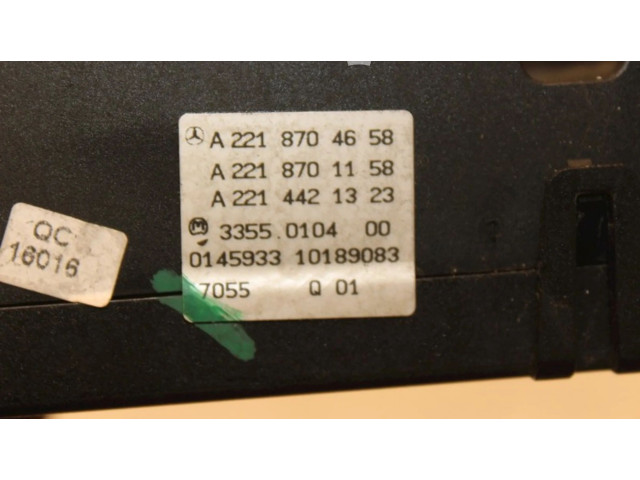 A 221 870 46 58
A 221 870 11 58
A 221 442 13 23
M 3355.0104 00
0145933 10189083
7055 Q 01
QC
16016